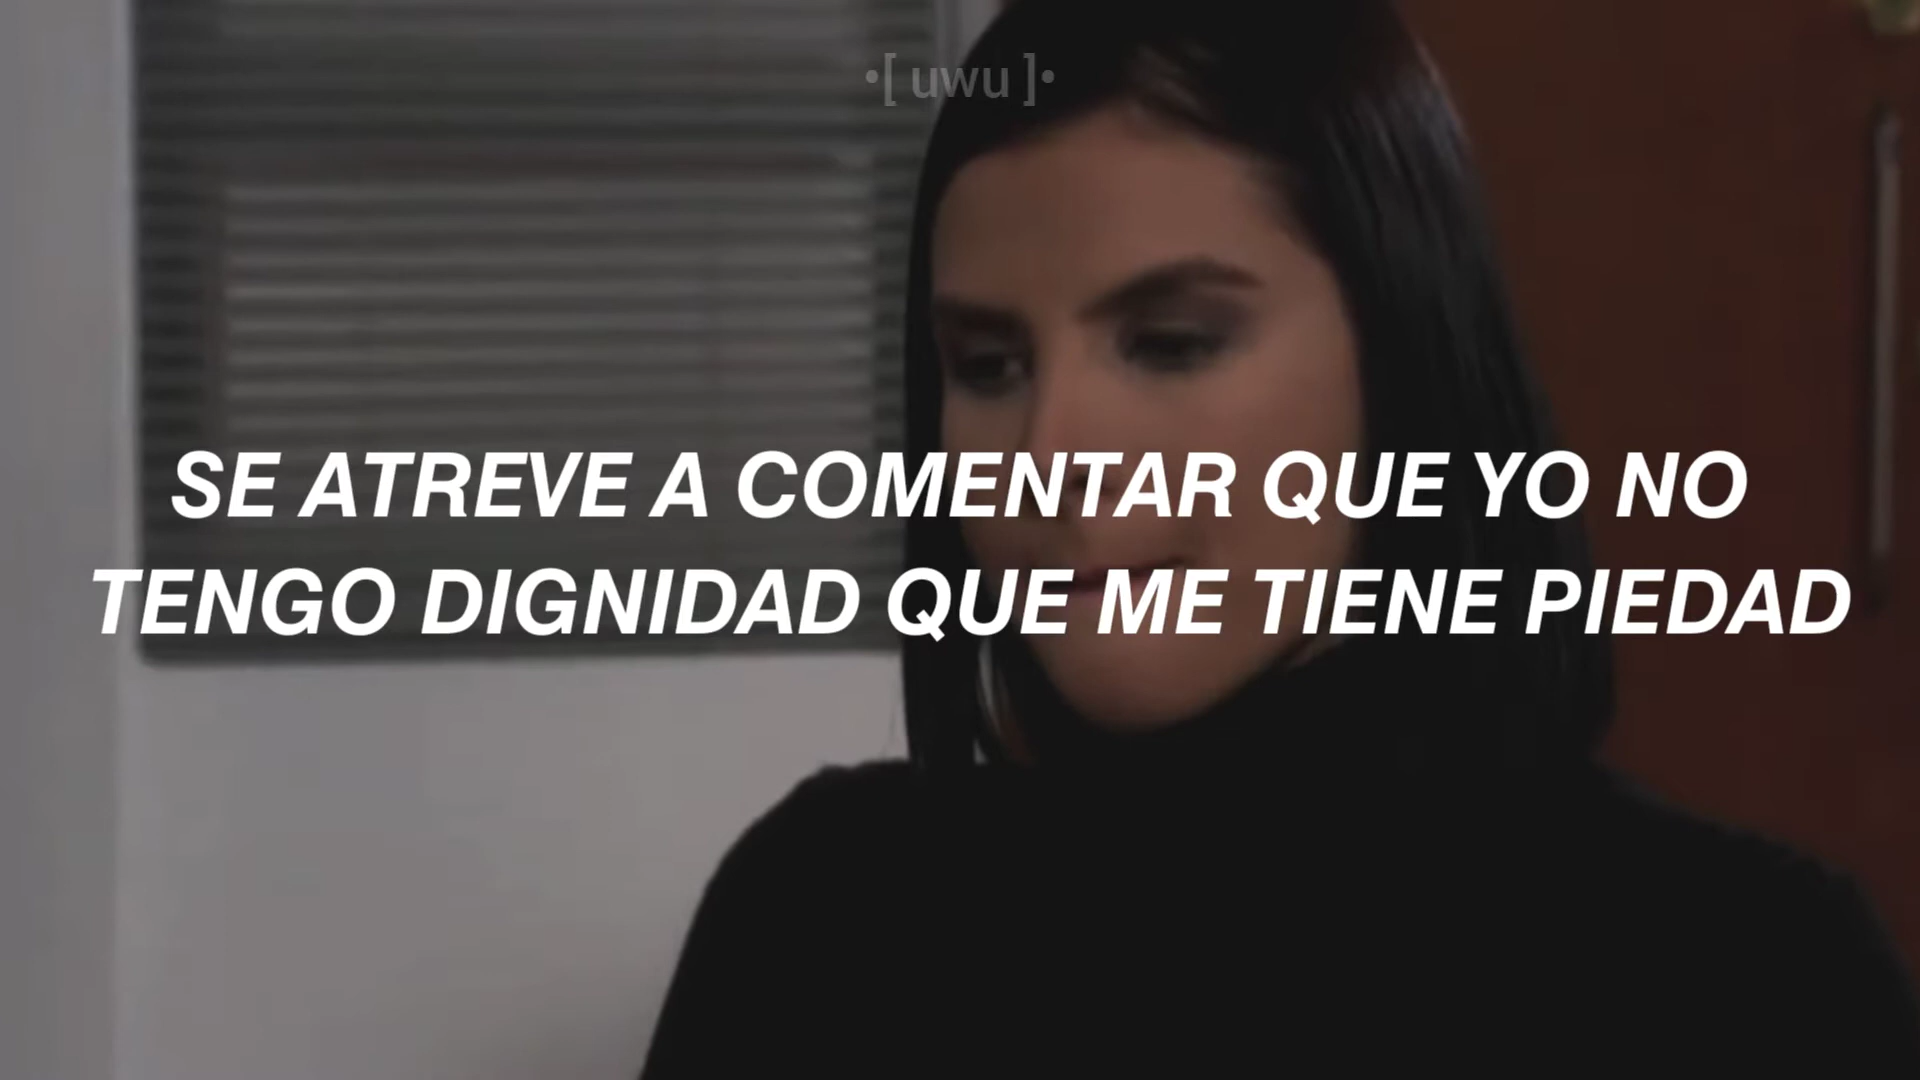 •[ uwu ]•
SE ATREVE A COMENTAR QUE YO NO
TENGO DIGNIDAD QUE ME TIENE PIEDAD